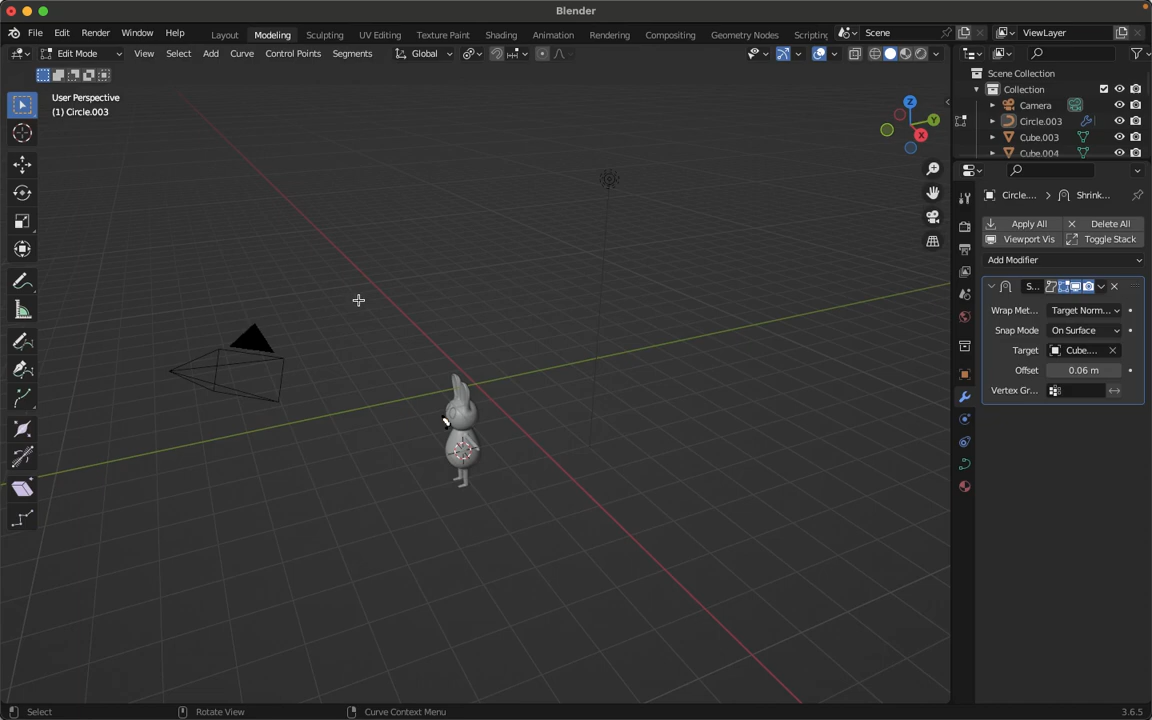 Blender
File Edit Render Window Help Layout Modeling Sculpting UV Editing Texture Paint Shading Animation Rendering Compositing Geometry Nodes Scripting Scene ViewLayer
Edit Mode View Select Add Curve Control Points Segments Global
User Perspective
(1) Circle.003
Z
Y
X
Scene Collection
Collection
Camera
Circle.003
Cube.003
Cube.004
Circle.... > Shrink...
Apply All Delete All
Viewport Vis Toggle Stack
Add Modifier
S...
Wrap Met... Target Norm...
Snap Mode On Surface
Target Cube....
Offset 0.06 m
Vertex Gr...
Select Rotate View Curve Context Menu 3.6.5